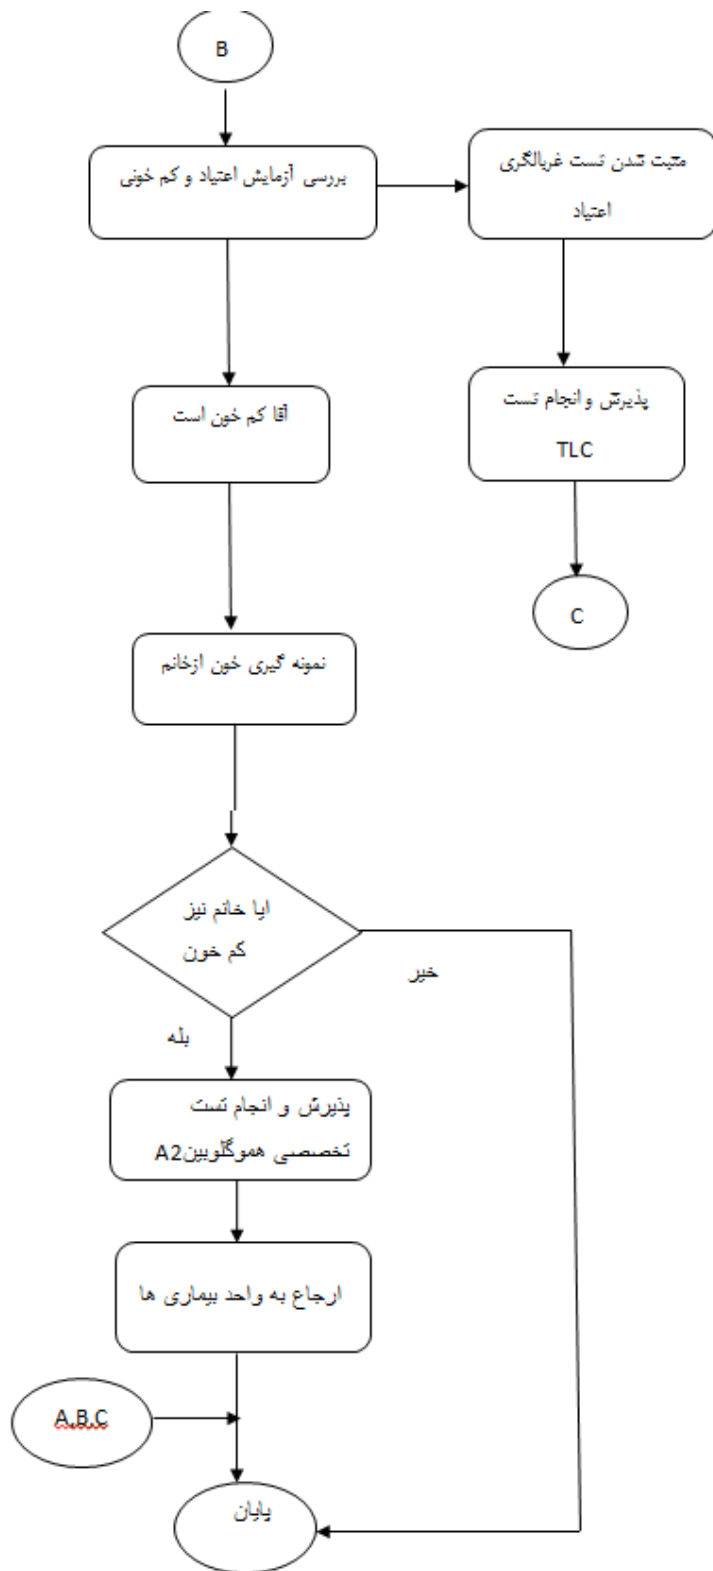 B
بررسی آزمایش اعتیاد و کم خونی
مثبت شدن تست غربالگری
اعتیاد
آقا کم خون است
پذیرش و انجام تست
TLC
C
نمونه گیری خون ازخانم
ایا خانم نیز
کم خون
خیر
بله
پذیرش و انجام تست
تخصصی هموگلوبینA2
ارجاع به واحد بیماری ها
A,B,C
پایان